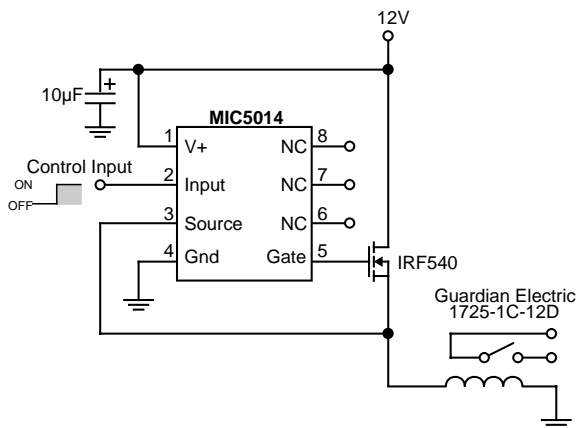 12V
+
10µF
MIC5014
1 V+ NC 8
Control Input
ON
OFF
2 Input NC 7
3 Source NC 6
4 Gnd Gate 5
IRF540
Guardian Electric
1725-1C-12D